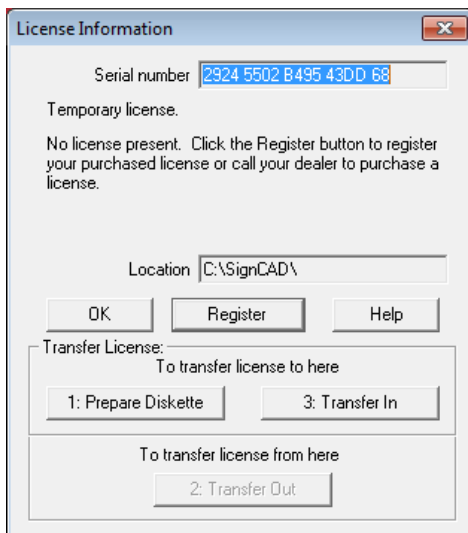 License Information
Serial number 2924 5502 B495 43DD 68
Temporary license.
No license present. Click the Register button to register
your purchased license or call your dealer to purchase a
license.
Location C:\SignCAD\
OK Register Help
Transfer License:
To transfer license to here
1: Prepare Diskette 3: Transfer In
To transfer license from here
2: Transfer Out